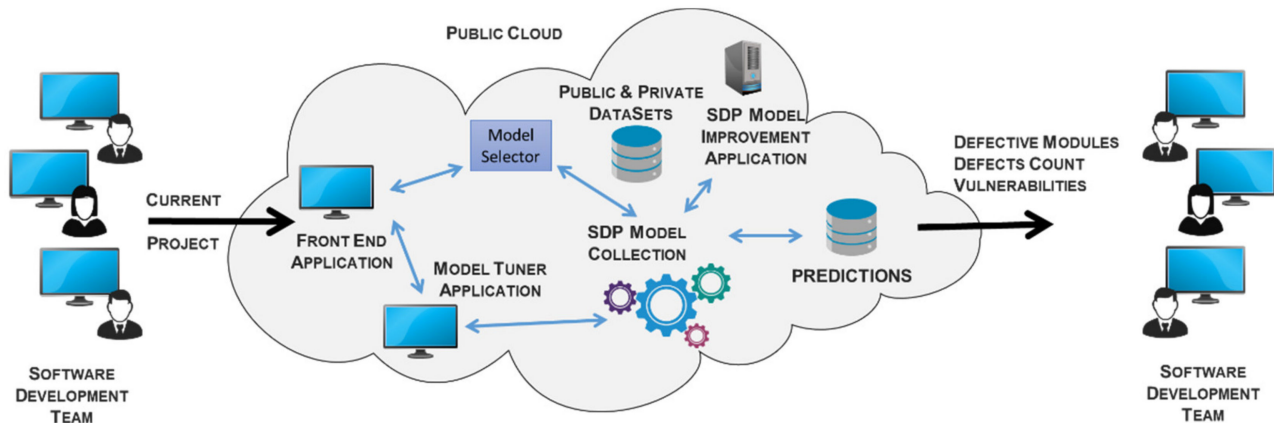 PUBLIC CLOUD
PUBLIC & PRIVATE
DATASETS
SDP MODEL
IMPROVEMENT
APPLICATION
Model
Selector
DEFECTIVE MODULES
DEFECTS COUNT
VULNERABILITIES
CURRENT
PROJECT
FRONT END
APPLICATION
SDP MODEL
COLLECTION
MODEL TUNER
APPLICATION
PREDICTIONS
SOFTWARE
DEVELOPMENT
TEAM
SOFTWARE
DEVELOPMENT
TEAM